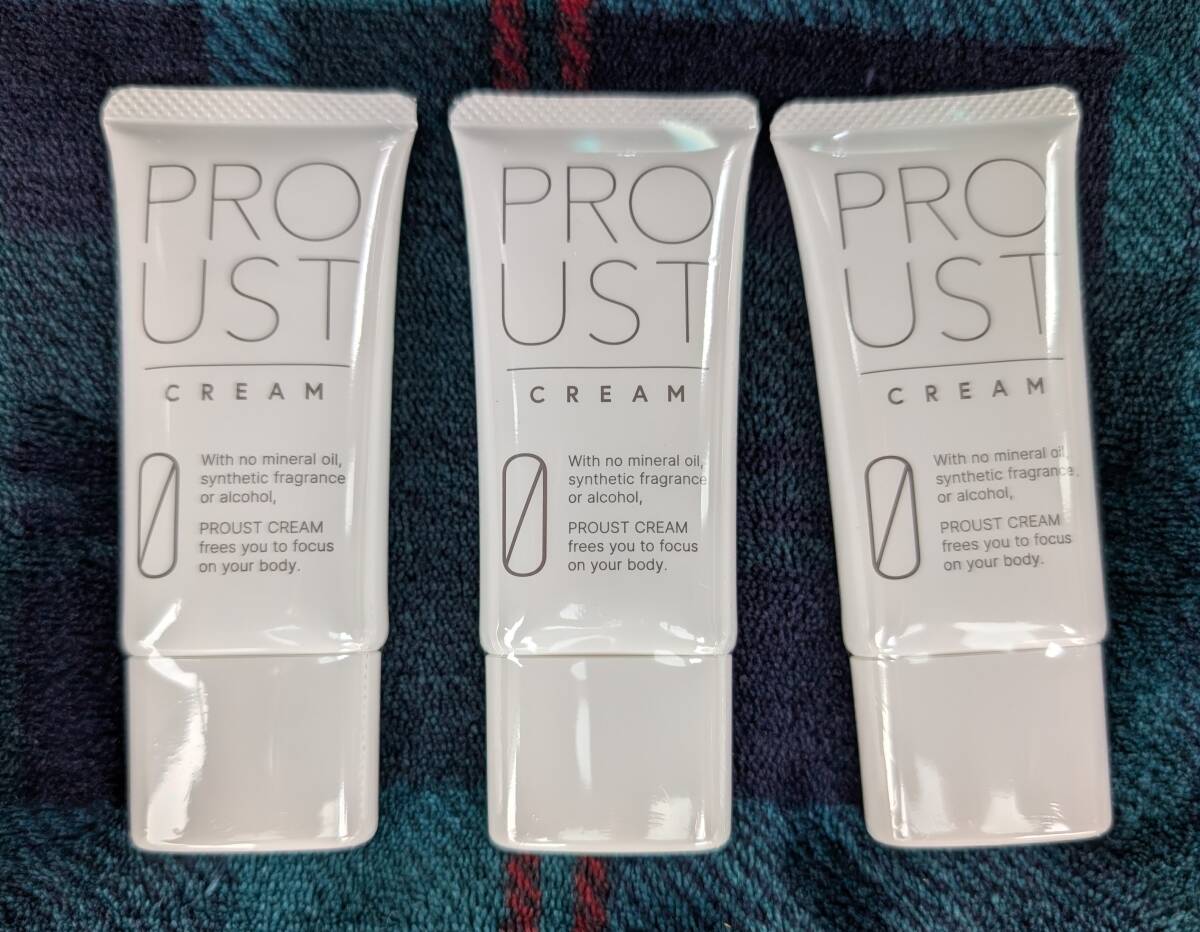 PRO
UST
CREAM
0
With no mineral oil,
synthetic fragrance
or alcohol,
PROUST CREAM
frees you to focus
on your body.
PRO
UST
CREAM
0
With no mineral oil,
synthetic fragrance
or alcohol,
PROUST CREAM
frees you to focus
on your body.
PRO
UST
CREAM
0
With no mineral oil,
synthetic fragrance
or alcohol,
PROUST CREAM
frees you to focus
on your body.